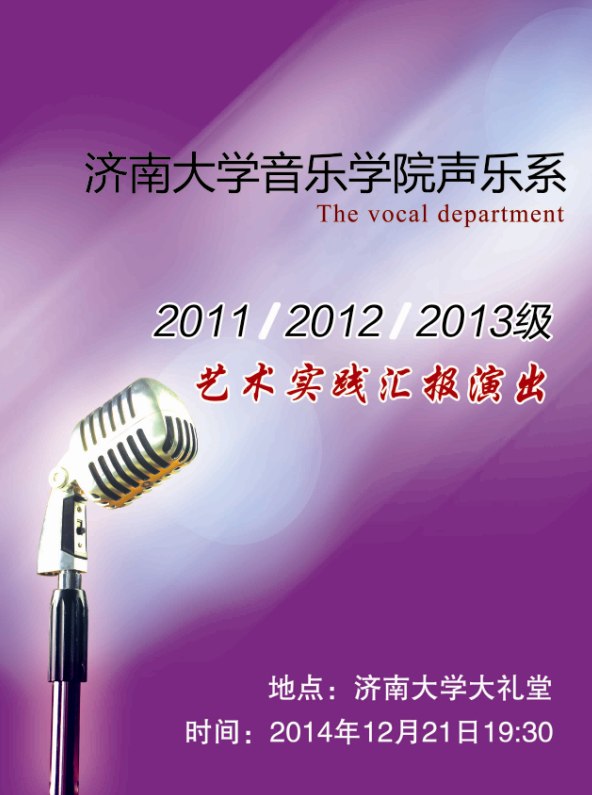 济南大学音乐学院声乐系
The vocal department
2011/2012/2013级
艺术实践汇报演出
地点：济南大学大礼堂
时间：2014年12月21日19:30